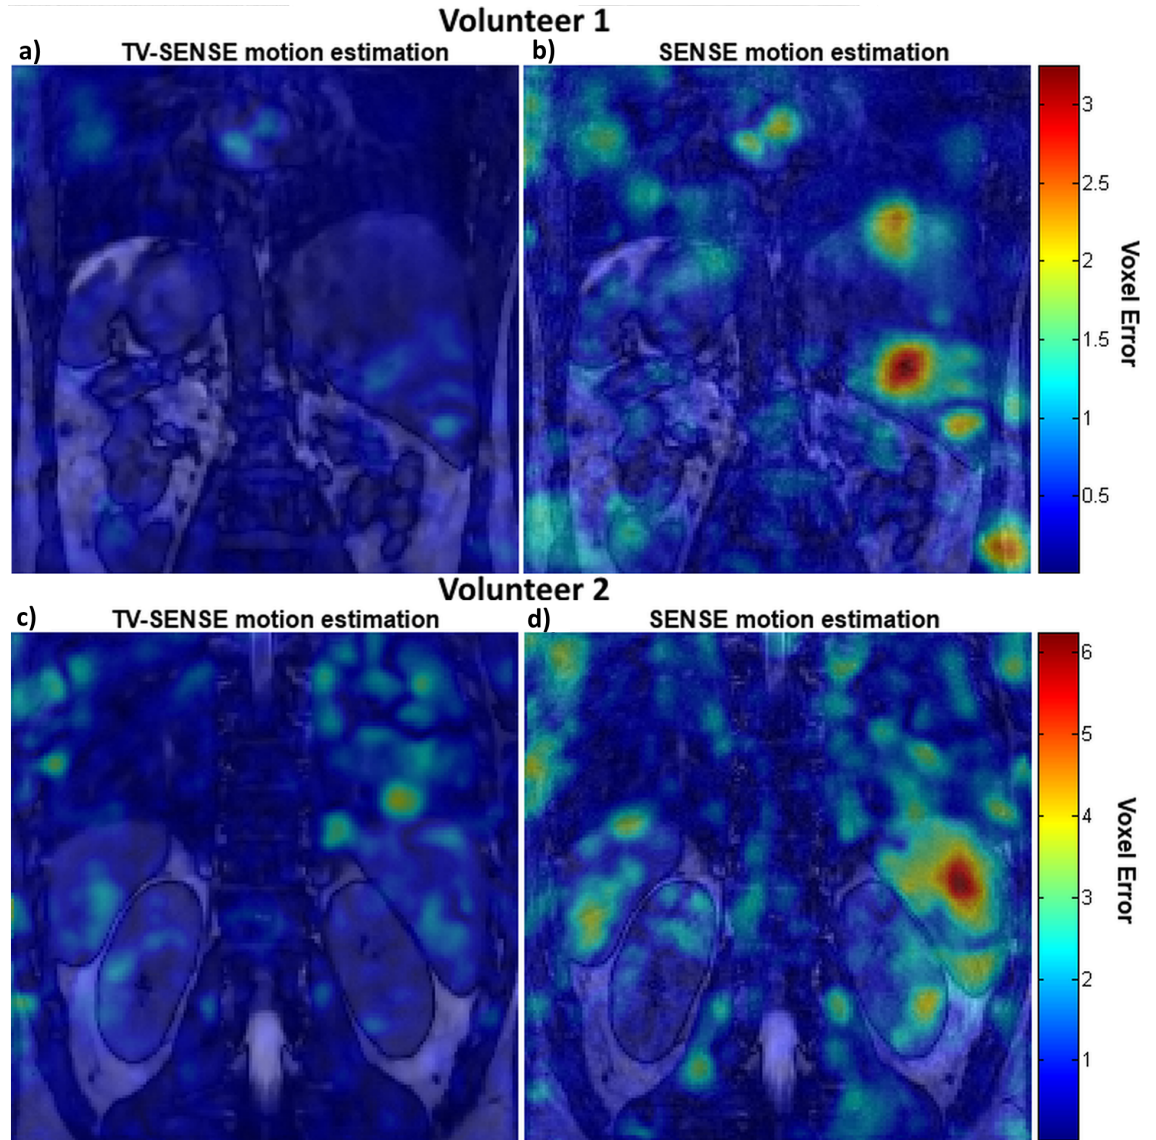 Volunteer 1
a) TV-SENSE motion estimation b) SENSE motion estimation
3
2.5
2
1.5
1
0.5
Voxel Error
Volunteer 2
c) TV-SENSE motion estimation d) SENSE motion estimation
6
5
4
3
2
1
Voxel Error